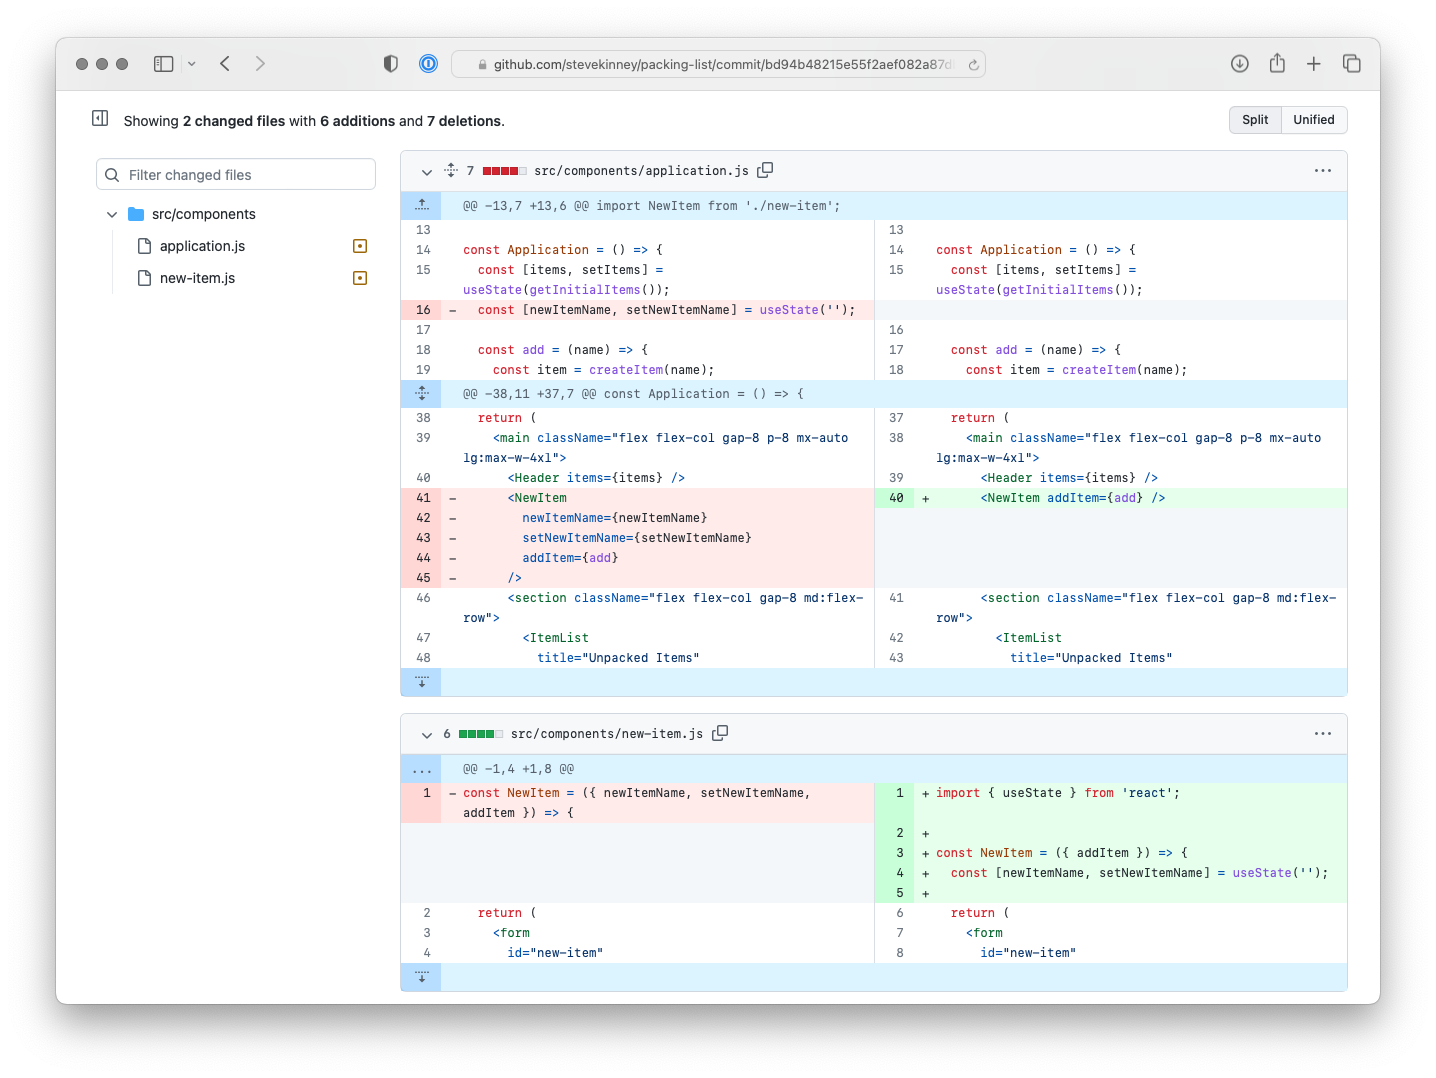 github.com/stevekinney/packing-list/commit/bd94b48215e55f2aef082a87d
Showing 2 changed files with 6 additions and 7 deletions.
Split Unified
Filter changed files
src/components
application.js
new-item.js
7 src/components/application.js
@@ -13,7 +13,6 @@ import NewItem from './new-item';
13 13
14 const Application = () => { 14 const Application = () => {
15 const [items, setItems] = 15 const [items, setItems] =
useState(getInitialItems()); useState(getInitialItems());
16 - const [newItemName, setNewItemName] = useState('');
17 16
18 const add = (name) => { 17 const add = (name) => {
19 const item = createItem(name); 18 const item = createItem(name);
@@ -38,11 +37,7 @@ const Application = () => {
38 return ( 37 return (
39 <main className="flex flex-col gap-8 p-8 mx-auto 38 <main className="flex flex-col gap-8 p-8 mx-auto
lg:max-w-4xl"> lg:max-w-4xl">
40 <Header items={items} /> 39 <Header items={items} />
41 - <NewItem 40 + <NewItem addItem={add} />
42 - newItemName={newItemName}
43 - setNewItemName={setNewItemName}
44 - addItem={add}
45 - />
46 <section className="flex flex-col gap-8 md:flex- 41 <section className="flex flex-col gap-8 md:flex-
row"> row">
47 <ItemList 42 <ItemList
48 title="Unpacked Items" 43 title="Unpacked Items"
6 src/components/new-item.js
... @@ -1,4 +1,8 @@
1 - const NewItem = ({ newItemName, setNewItemName, 1 + import { useState } from 'react';
addItem }) => {
2 +
3 + const NewItem = ({ addItem }) => {
4 + const [newItemName, setNewItemName] = useState('');
5 +
2 return ( 6 return (
3 <form 7 <form
4 id="new-item" 8 id="new-item"